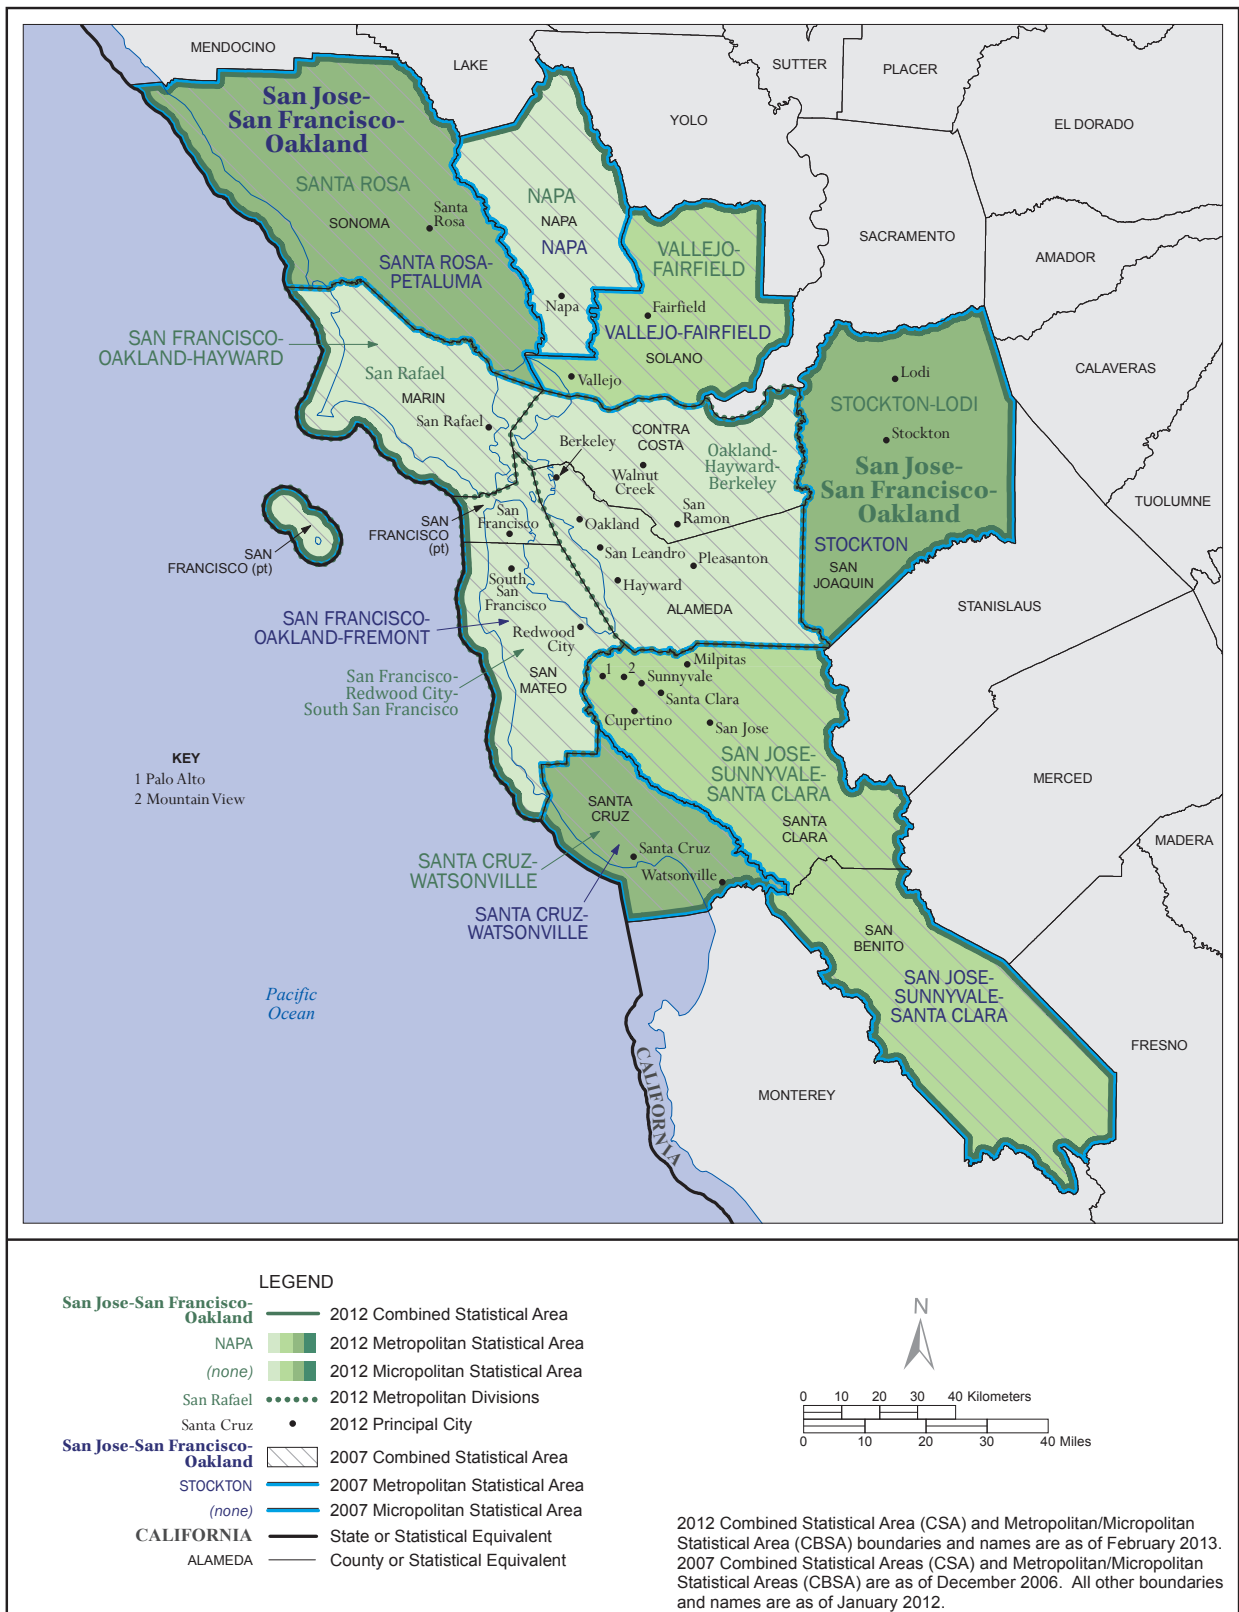 MENDOCINO
LAKE
SUTTER
PLACER
YOLO
EL DORADO
San Jose-
San Francisco-
Oakland
SANTA ROSA
SONOMA
Santa
Rosa
SANTA ROSA-
PETALUMA
NAPA
NAPA
NAPA
Napa
VALLEJO-
FAIRFIELD
Fairfield
VALLEJO-FAIRFIELD
SOLANO
Vallejo
SACRAMENTO
AMADOR
CALAVERAS
TUOLUMNE
SAN FRANCISCO-
OAKLAND-HAYWARD
San Rafael
MARIN
San Rafael
Lodi
STOCKTON-LODI
Stockton
San Jose-
San Francisco-
Oakland
STOCKTON
SAN
JOAQUIN
Berkeley
CONTRA
COSTA
Walnut
Creek
Oakland-
Hayward-
Berkeley
San
Ramon
Oakland
San Leandro
Pleasanton
Hayward
ALAMEDA
SAN
FRANCISCO
(pt)
San
Francisco
SAN
FRANCISCO (pt)
South
San
Francisco
SAN FRANCISCO-
OAKLAND-FREMONT
Redwood
City
SAN
MATEO
San Francisco-
Redwood City-
South San Francisco
STANISLAUS
MERCED
MADERA
FRESNO
1
2
Milpitas
Sunnyvale
Santa Clara
Cupertino
San Jose
SAN JOSE-
SUNNYVALE-
SANTA CLARA
SANTA
CLARA
KEY
1 Palo Alto
2 Mountain View
SANTA
CRUZ
Santa Cruz
Watsonville
SANTA CRUZ-
WATSONVILLE
SANTA CRUZ-
WATSONVILLE
SAN
BENITO
SAN JOSE-
SUNNYVALE-
SANTA CLARA
Pacific
Ocean
CALIFORNIA
MONTEREY
LEGEND
San Jose-San Francisco-
Oakland
2012 Combined Statistical Area
NAPA
2012 Metropolitan Statistical Area
(none)
2012 Micropolitan Statistical Area
San Rafael
2012 Metropolitan Divisions
Santa Cruz
2012 Principal City
San Jose-San Francisco-
Oakland
2007 Combined Statistical Area
STOCKTON
2007 Metropolitan Statistical Area
(none)
2007 Micropolitan Statistical Area
CALIFORNIA
State or Statistical Equivalent
ALAMEDA
County or Statistical Equivalent
N
0 10 20 30 40 Kilometers
0 10 20 30 40 Miles
2012 Combined Statistical Area (CSA) and Metropolitan/Micropolitan
Statistical Area (CBSA) boundaries and names are as of February 2013.
2007 Combined Statistical Areas (CSA) and Metropolitan/Micropolitan
Statistical Areas (CBSA) are as of December 2006. All other boundaries
and names are as of January 2012.